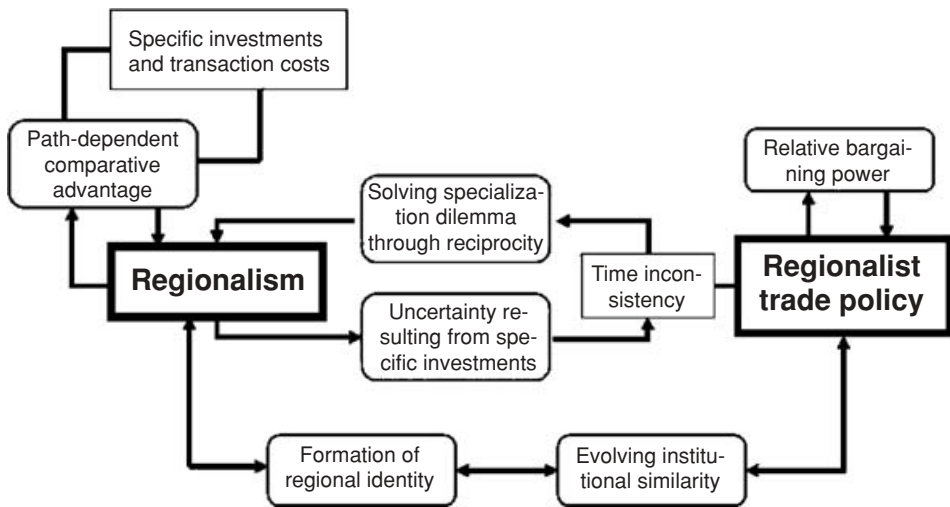 Specific investments
and transaction costs
Path-dependent
comparative
advantage
Solving specializa-
tion dilemma
through reciprocity
Relative bargai-
ning power
Regionalism
Time incon-
sistency
Regionalist
trade policy
Uncertainty re-
sulting from spe-
cific investments
Formation of
regional identity
Evolving institu-
tional similarity